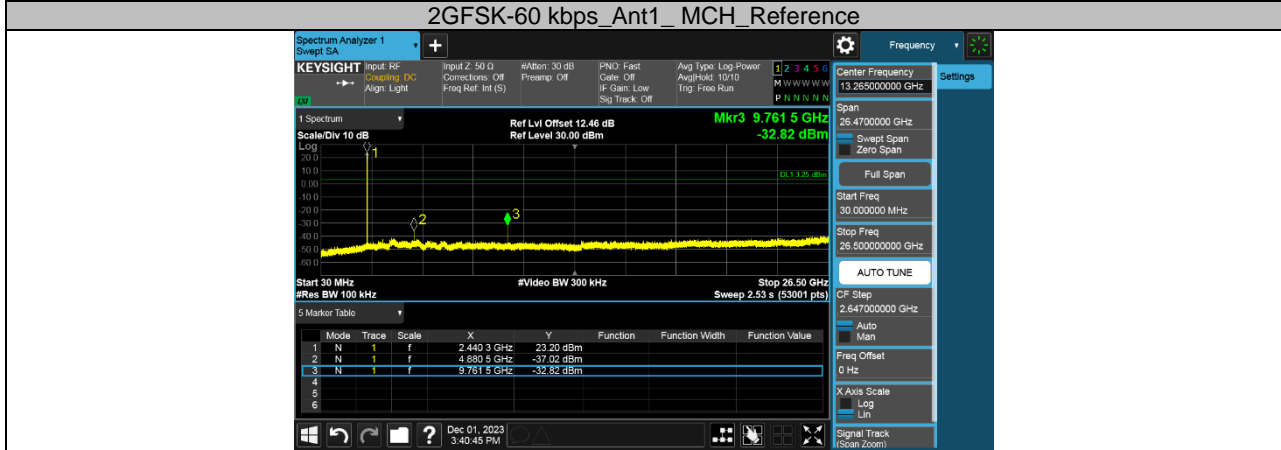 2GFSK-60 kbps_Ant1_ MCH_Reference
Spectrum Analyzer 1
Swept SA
+
Frequency
KEYSIGHT
Input: RF
Coupling: DC
Align: Light
Input Z: 50 Ω
Corrections: Off
Freq Ref: Int (S)
#Atten: 30 dB
Preamp: Off
PNO: Fast
Gate: Off
IF Gain: Low
Sig Track: Off
Avg Type: Log-Power
Avg|Hold: 10/10
Trig: Free Run
1 2 3 4 5 6
M W W W W W
P N N N N N
LXI
Center Frequency
13.265000000 GHz
Settings
Span
26.4700000 GHz
Swept Span
Zero Span
Full Span
Start Freq
30.000000 MHz
Stop Freq
26.500000000 GHz
AUTO TUNE
CF Step
2.647000000 GHz
Auto
Man
Freq Offset
0 Hz
X Axis Scale
Log
Lin
Signal Track
(Span Zoom)
1 Spectrum
Scale/Div 10 dB
Ref Lvl Offset 12.46 dB
Ref Level 30.00 dBm
Mkr3 9.761 5 GHz
-32.82 dBm
Log
20.0
10.0
0.00
-10.0
-20.0
-30.0
-40.0
-50.0
-60.0
1
2
3
DL1 3.25 dBm
Start 30 MHz
#Res BW 100 kHz
#Video BW 300 kHz
Stop 26.50 GHz
Sweep 2.53 s (53001 pts)
5 Marker Table
Mode Trace Scale X Y Function Function Width Function Value
1 N 1 f 2.440 3 GHz 23.20 dBm
2 N 1 f 4.880 5 GHz -37.02 dBm
3 N 1 f 9.761 5 GHz -32.82 dBm
4
5
6
?
Dec 01, 2023
3:40:45 PM